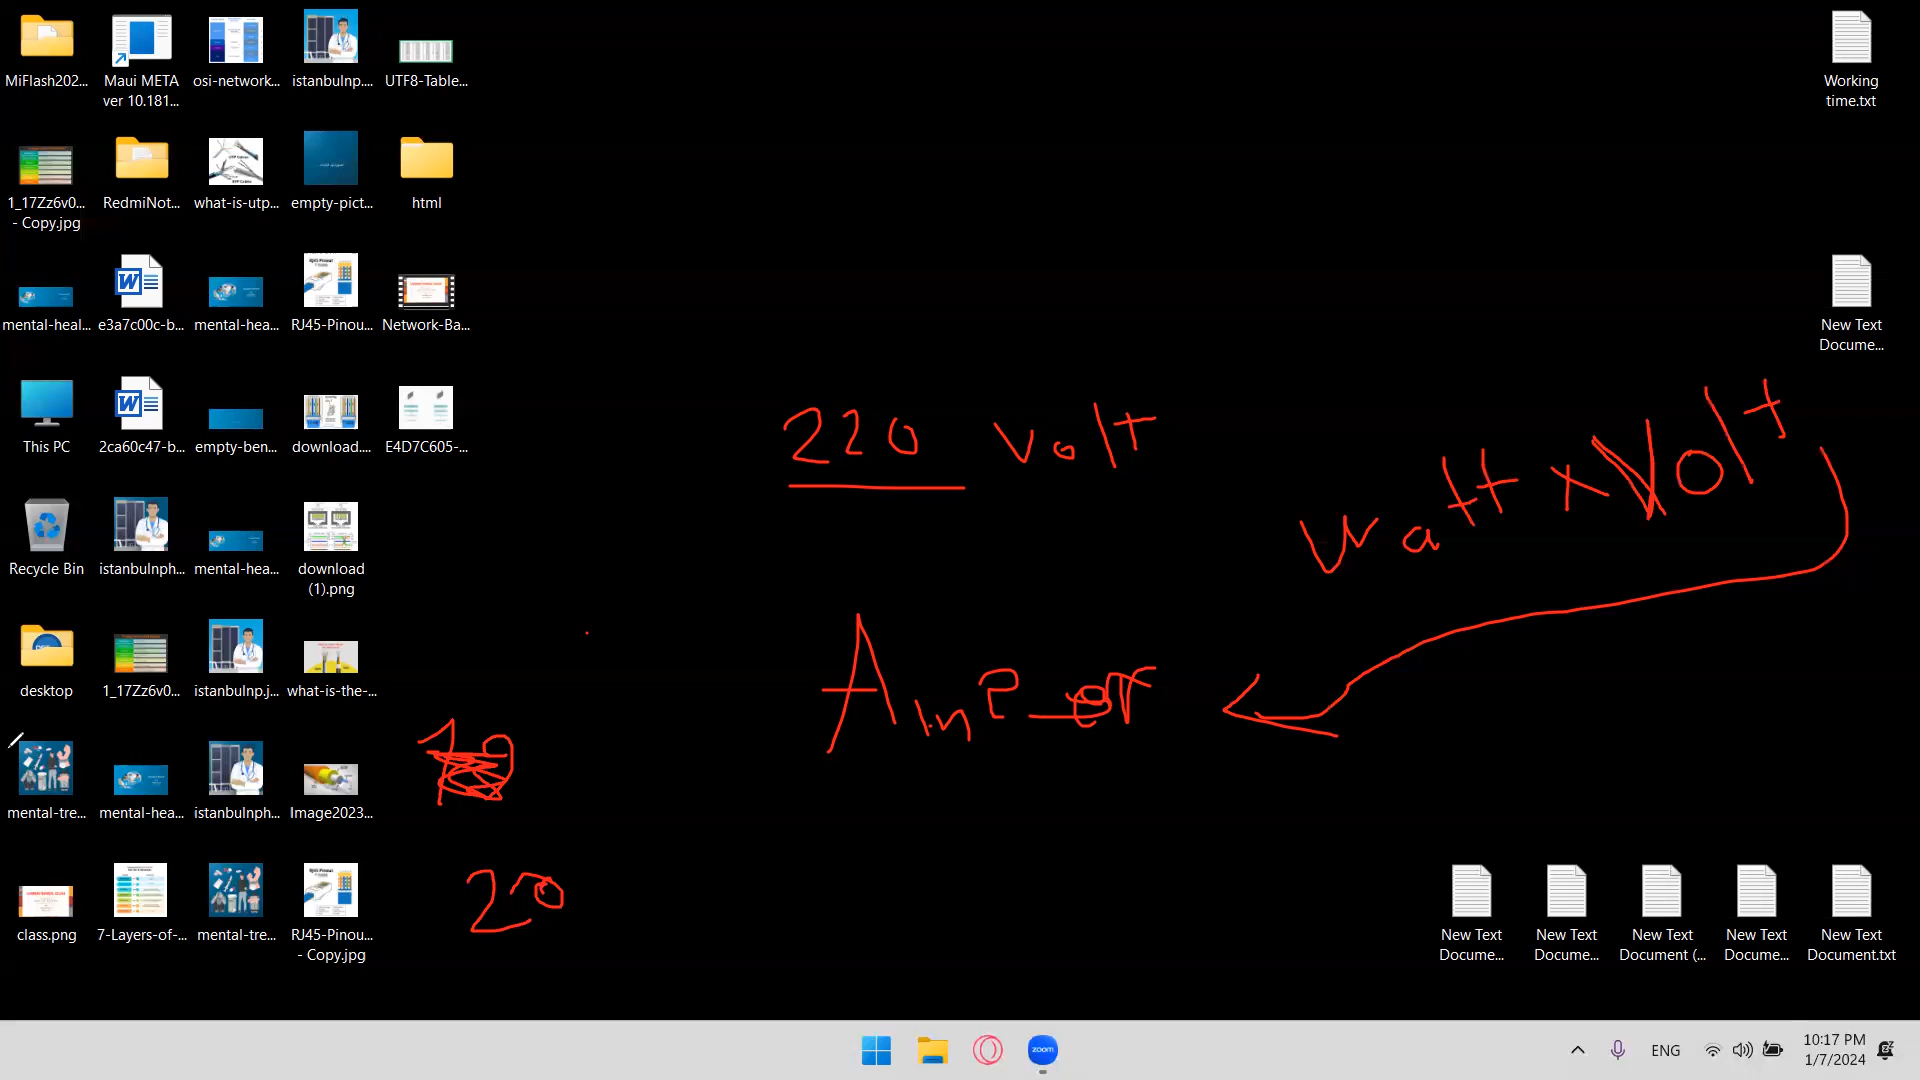 MiFlash202...
Maui META
ver 10.181...
osi-network...
istanbulnp....
UTF8-Table...
Working
time.txt
1_17Zz6v0...
- Copy.jpg
RedmiNot...
what-is-utp...
empty-pict...
html
mental-heal...
e3a7c00c-b...
mental-hea...
RJ45-Pinou...
Network-Ba...
New Text
Docume...
This PC
2ca60c47-b...
empty-ben...
download....
E4D7C605-...
220 Volt
Watt x Volt
Recycle Bin
istanbulnph...
mental-hea...
download
(1).png
desktop
1_17Zz6v0...
istanbulnp.j...
what-is-the-...
mental-tre...
mental-hea...
istanbulnph...
Image2023...
20
class.png
7-Layers-of-...
mental-tre...
RJ45-Pinou...
- Copy.jpg
New Text
Docume...
New Text
Docume...
New Text
Document (...
New Text
Docume...
New Text
Document.txt
zoom
ENG
10:17 PM
1/7/2024